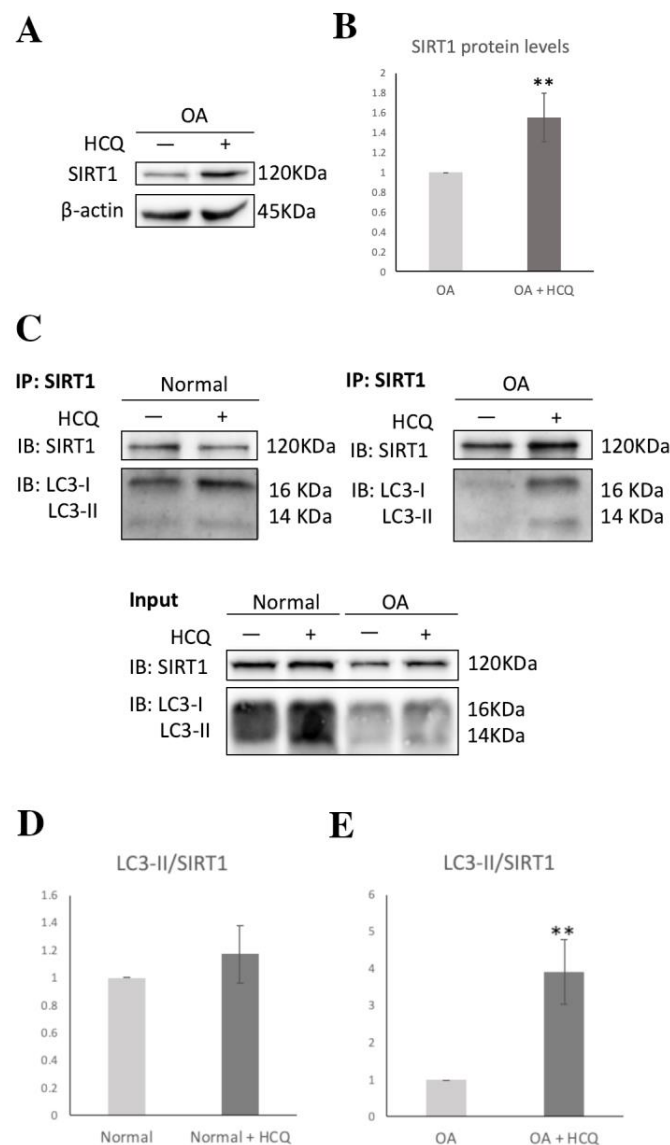 A
OA
HCQ — +
SIRT1 120KDa
β-actin 45KDa
B
SIRT1 protein levels
2
1.8
1.6
1.4
1.2
1
0.8
0.6
0.4
0.2
0
**
OA OA + HCQ
C
IP: SIRT1 Normal
HCQ — +
IB: SIRT1 120KDa
IB: LC3-I 16 KDa
LC3-II 14 KDa
IP: SIRT1 OA
HCQ — +
IB: SIRT1 120KDa
IB: LC3-I 16 KDa
LC3-II 14 KDa
Input Normal OA
HCQ — + — +
IB: SIRT1 120KDa
IB: LC3-I 16KDa
LC3-II 14KDa
D
LC3-II/SIRT1
1.6
1.4
1.2
1
0.8
0.6
0.4
0.2
0
Normal Normal + HCQ
E
LC3-II/SIRT1
6
5
4
3
2
1
0
**
OA OA + HCQ